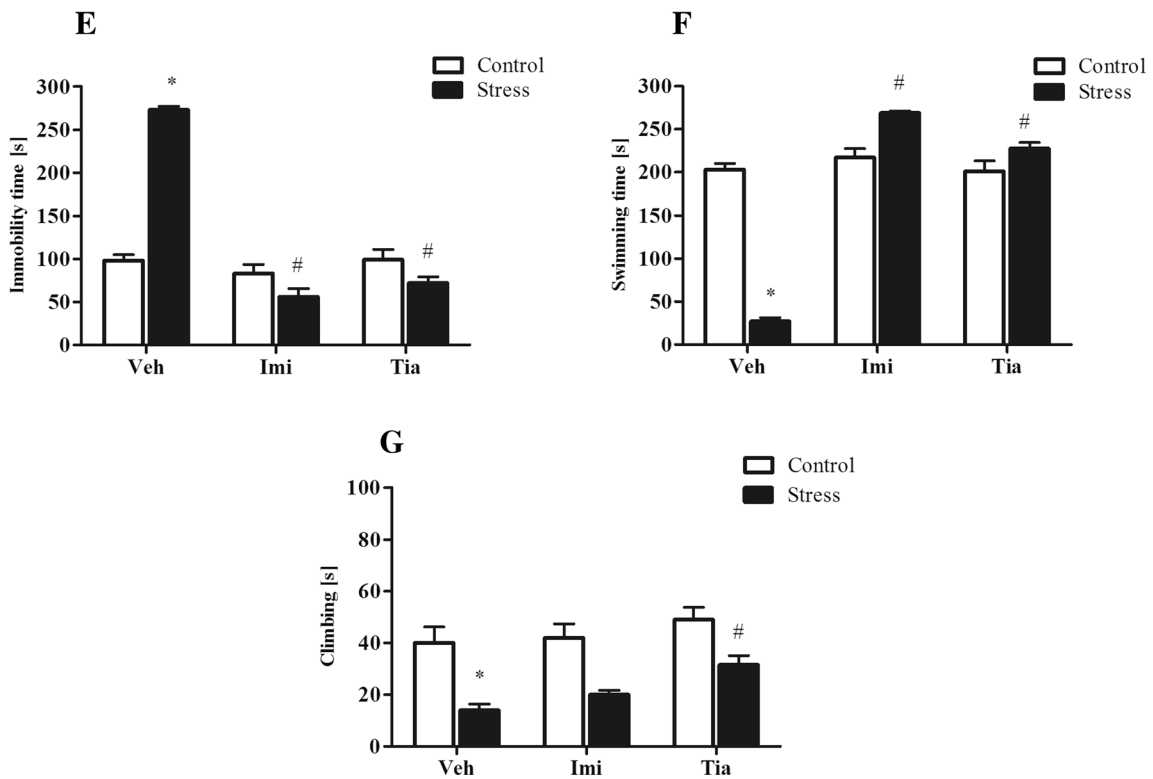 E
Control
Stress
Immobility time [s]
300
250
200
150
100
50
0
*
#
#
Veh Imi Tia
F
Control
Stress
Swimming time [s]
300
250
200
150
100
50
0
*
#
#
Veh Imi Tia
G
Control
Stress
Climbing [s]
100
80
60
40
20
0
*
#
Veh Imi Tia